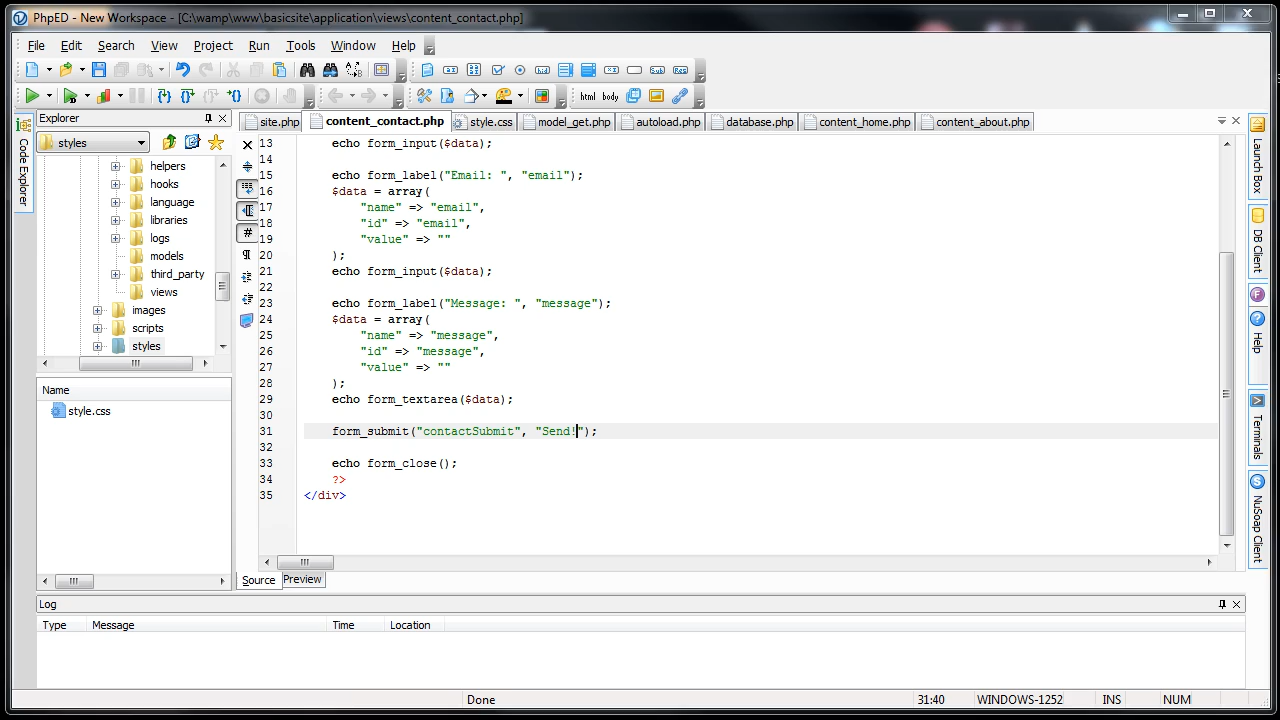 PhpED - New Workspace - [C:\wamp\www\basicsite\application\views\content_contact.php]
File Edit Search View Project Run Tools Window Help
html body
Explorer
site.php content_contact.php style.css model_get.php autoload.php database.php content_home.php content_about.php
styles
helpers
hooks
language
libraries
logs
models
third_party
views
images
scripts
styles
Name
style.css
Code Explorer
13 echo form_input($data);
14
15 echo form_label("Email: ", "email");
16 $data = array(
17 "name" => "email",
18 "id" => "email",
19 "value" => ""
20 );
21 echo form_input($data);
22
23 echo form_label("Message: ", "message");
24 $data = array(
25 "name" => "message",
26 "id" => "message",
27 "value" => ""
28 );
29 echo form_textarea($data);
30
31 form_submit("contactSubmit", "Send!");
32
33 echo form_close();
34 ?>
35 </div>
Source Preview
Launch Box
DB Client
Help
Terminals
NuSoap Client
Log
Type Message Time Location
Done 31:40 WINDOWS-1252 INS NUM